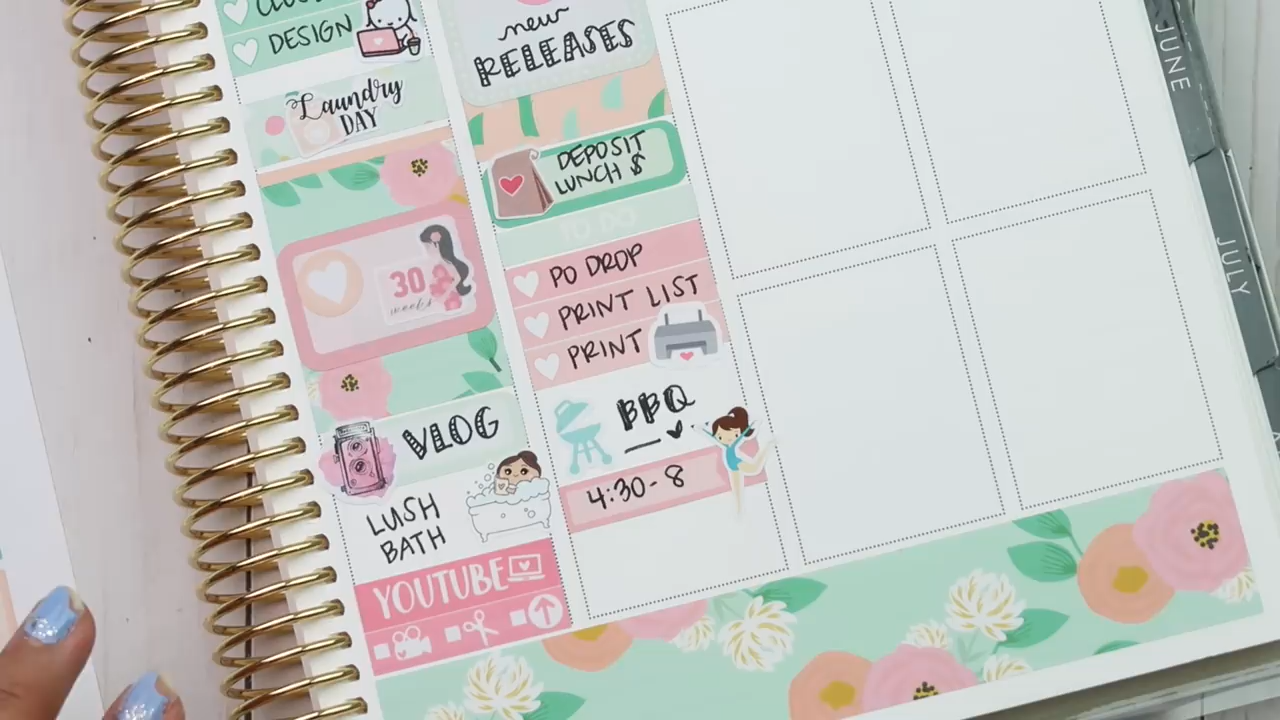 DESIGN
Laundry
DAY
30
weeks
VLOG
LUSH
BATH
YOUTUBE
new
RELEASES
DEPOSIT
LUNCH $
TO DO
PO DROP
PRINT LIST
PRINT
BBQ
4:30-8
JUNE
JULY